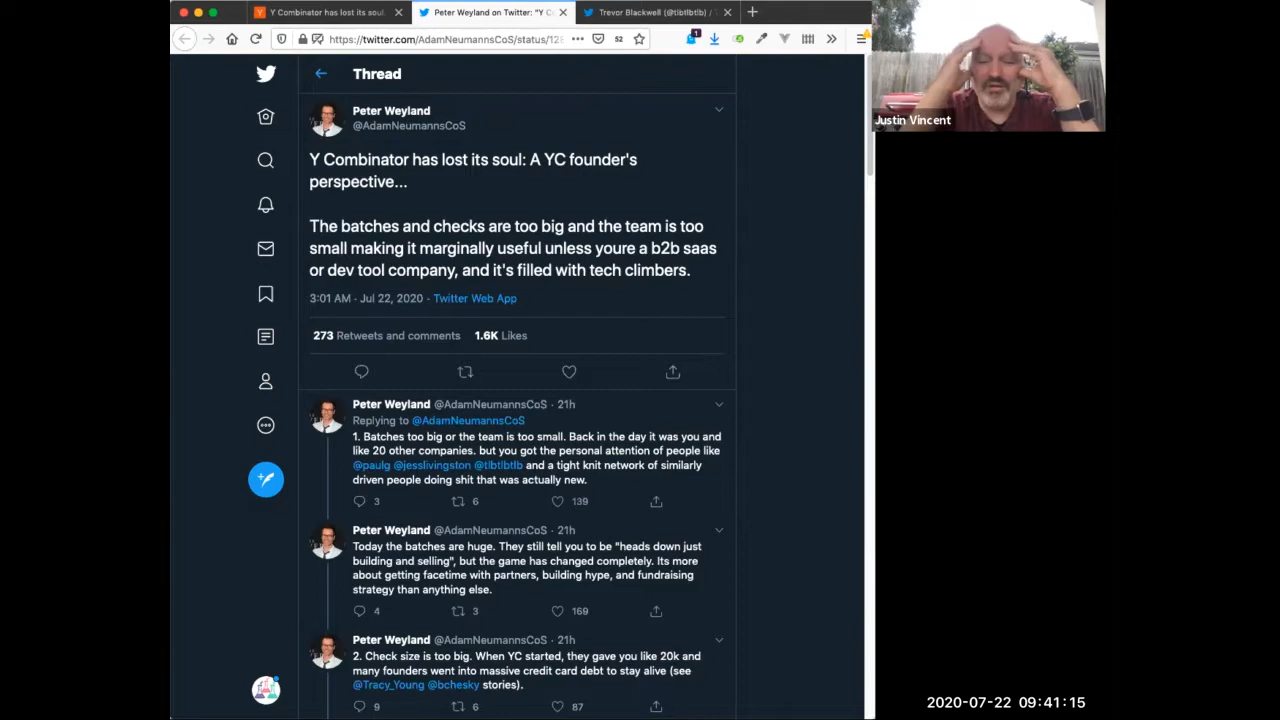 Y Combinator has lost its soul
Peter Weyland on Twitter: "Y C
Trevor Blackwell (@tlbtlbtlb) / T
https://twitter.com/AdamNeumannsCoS/status/128
52
1
Thread
Peter Weyland
@AdamNeumannsCoS
Y Combinator has lost its soul: A YC founder's
perspective...
The batches and checks are too big and the team is too
small making it marginally useful unless youre a b2b saas
or dev tool company, and it's filled with tech climbers.
3:01 AM · Jul 22, 2020 · Twitter Web App
273 Retweets and comments 1.6K Likes
Peter Weyland @AdamNeumannsCoS · 21h
Replying to @AdamNeumannsCoS
1. Batches too big or the team is too small. Back in the day it was you and
like 20 other companies. but you got the personal attention of people like
@paulg @jesslivingston @tlbtlbtlb and a tight knit network of similarly
driven people doing shit that was actually new.
3 6 139
Peter Weyland @AdamNeumannsCoS · 21h
Today the batches are huge. They still tell you to be "heads down just
building and selling", but the game has changed completely. Its more
about getting facetime with partners, building hype, and fundraising
strategy than anything else.
4 3 169
Peter Weyland @AdamNeumannsCoS · 21h
2. Check size is too big. When YC started, they gave you like 20k and
many founders went into massive credit card debt to stay alive (see
@Tracy_Young @bchesky stories).
9 6 87
Justin Vincent
2020-07-22 09:41:15